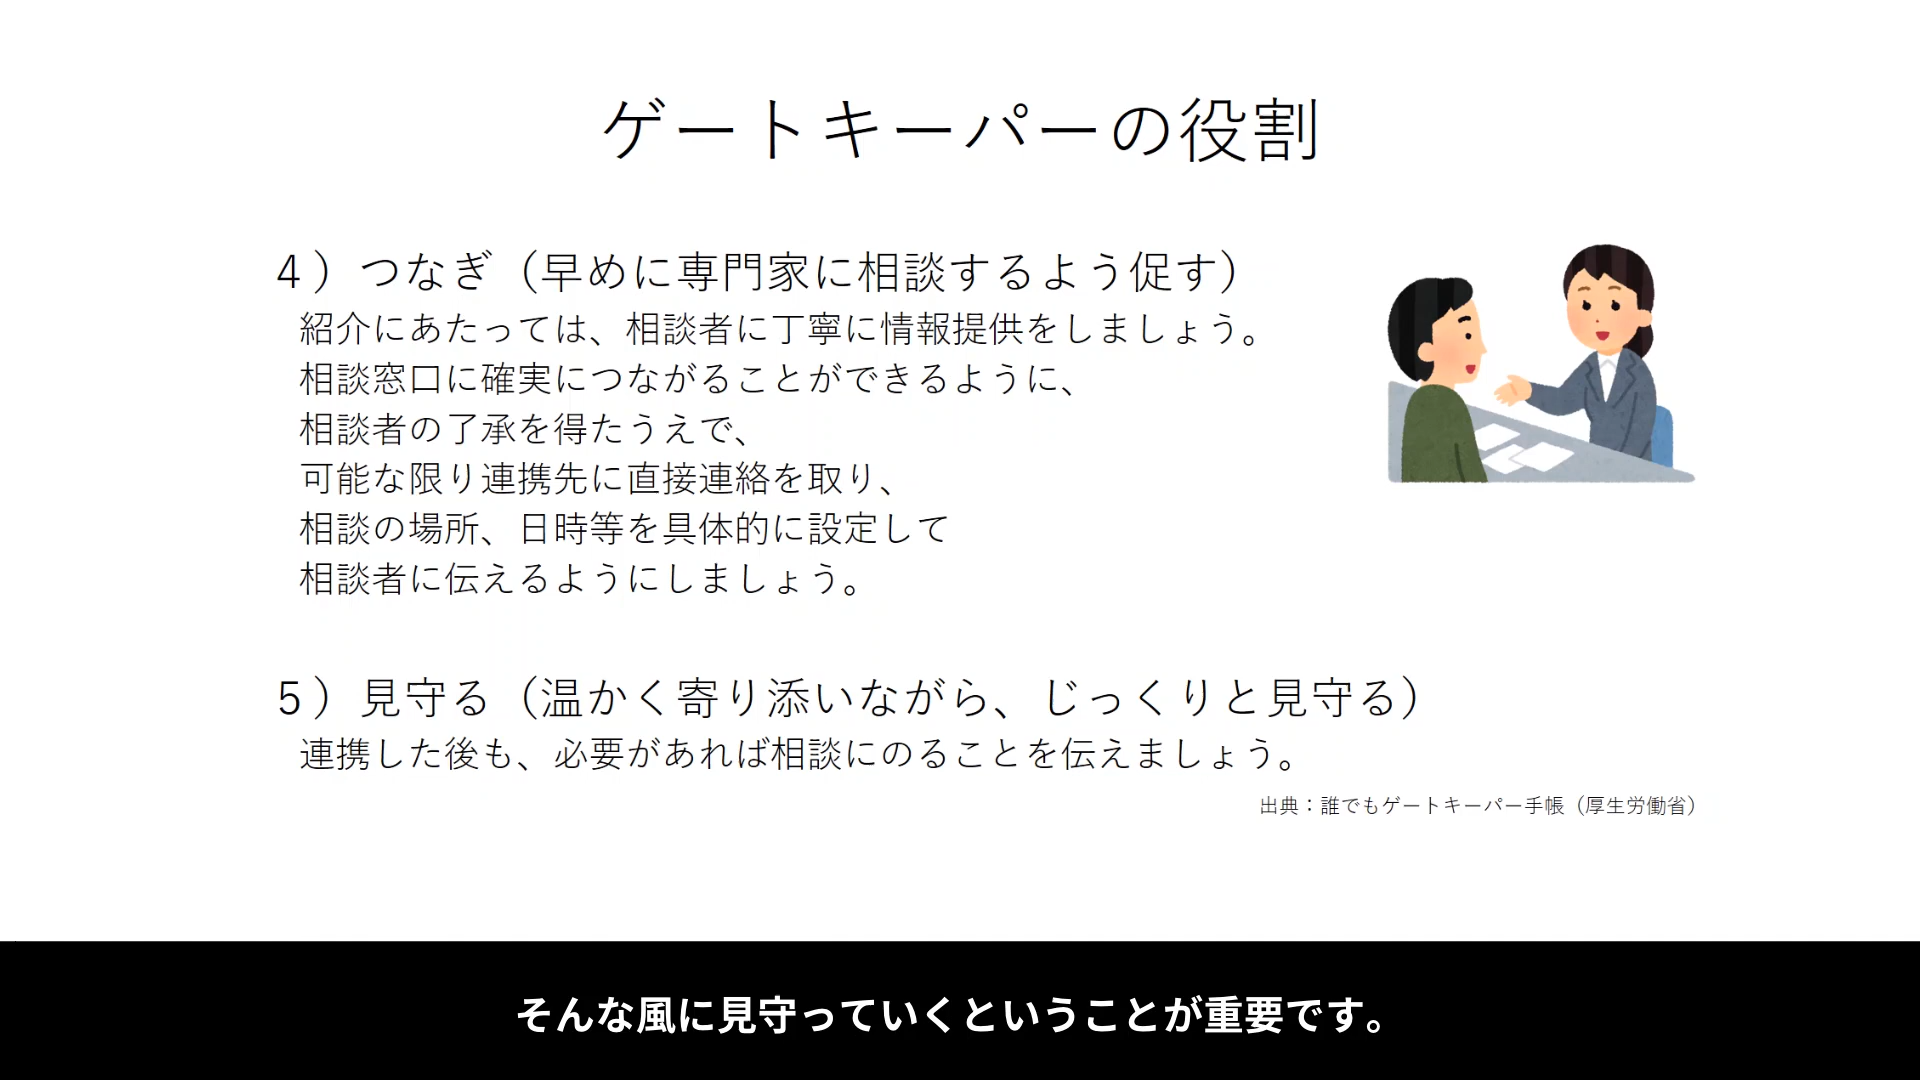 ゲートキーパーの役割
４）つなぎ（早めに専門家に相談するよう促す）
紹介にあたっては、相談者に丁寧に情報提供をしましょう。
相談窓口に確実につながることができるように、
相談者の了承を得たうえで、
可能な限り連携先に直接連絡を取り、
相談の場所、日時等を具体的に設定して
相談者に伝えるようにしましょう。
５）見守る（温かく寄り添いながら、じっくりと見守る）
連携した後も、必要があれば相談にのることを伝えましょう。
出典：誰でもゲートキーパー手帳（厚生労働省）
そんな風に見守っていくということが重要です。